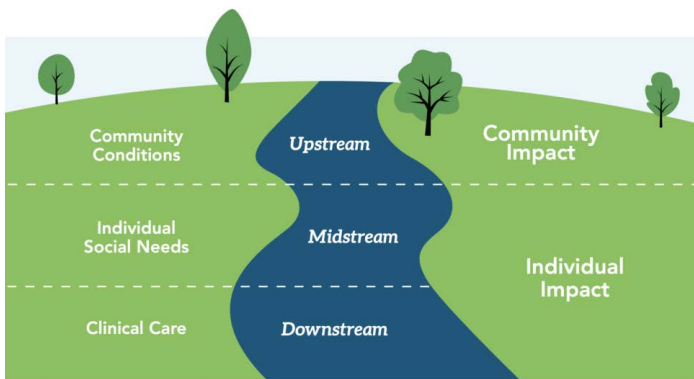 Community
Conditions
Upstream
Community
Impact
Individual
Social Needs
Midstream
Individual
Impact
Clinical Care
Downstream